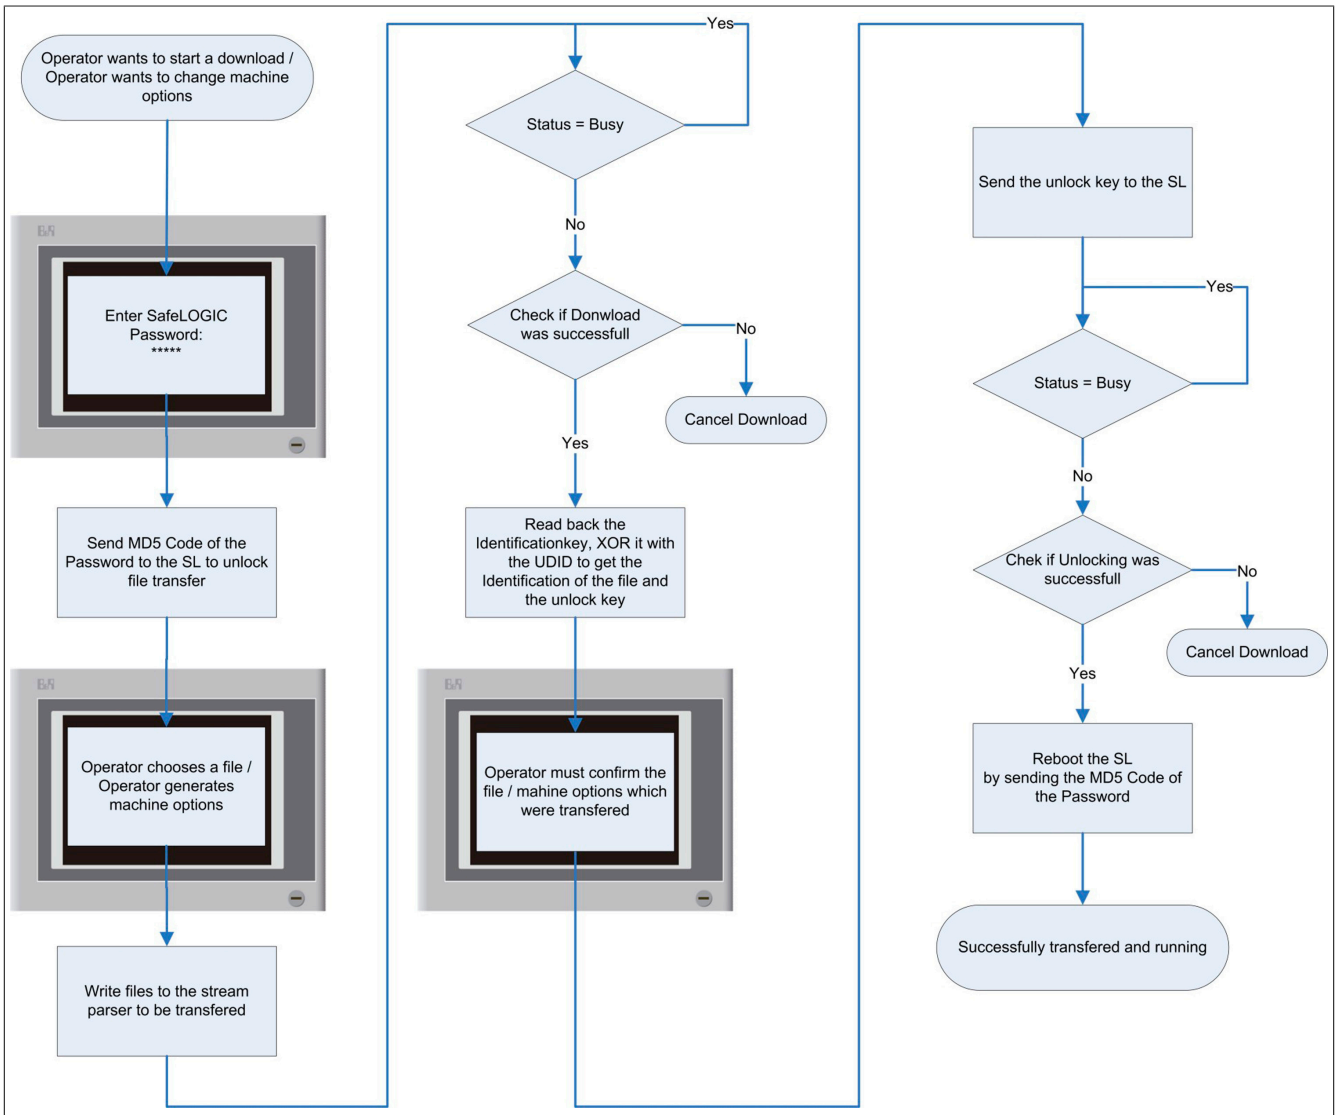 Operator wants to start a download /
Operator wants to change machine
options
B&R
Enter SafeLOGIC
Password:
*****
Send MD5 Code of the
Password to the SL to unlock
file transfer
B&R
Operator chooses a file /
Operator generates
machine options
Write files to the stream
parser to be transfered
Yes
Status = Busy
No
Check if Donwload
was successfull
No
Cancel Download
Yes
Read back the
Identificationkey, XOR it with
the UDID to get the
Identification of the file and
the unlock key
B&R
Operator must confirm the
file / mahine options which
were transfered
Send the unlock key to the SL
Yes
Status = Busy
No
Chek if Unlocking was
successfull
No
Cancel Download
Yes
Reboot the SL
by sending the MD5 Code of
the Password
Successfully transfered and running